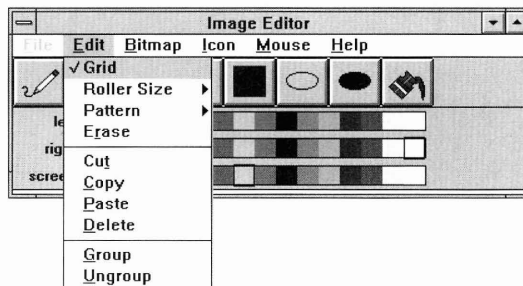 Image Editor
File Edit Bitmap Icon Mouse Help
✓ Grid
Roller Size
Pattern
Erase
Cut
Copy
Paste
Delete
Group
Ungroup